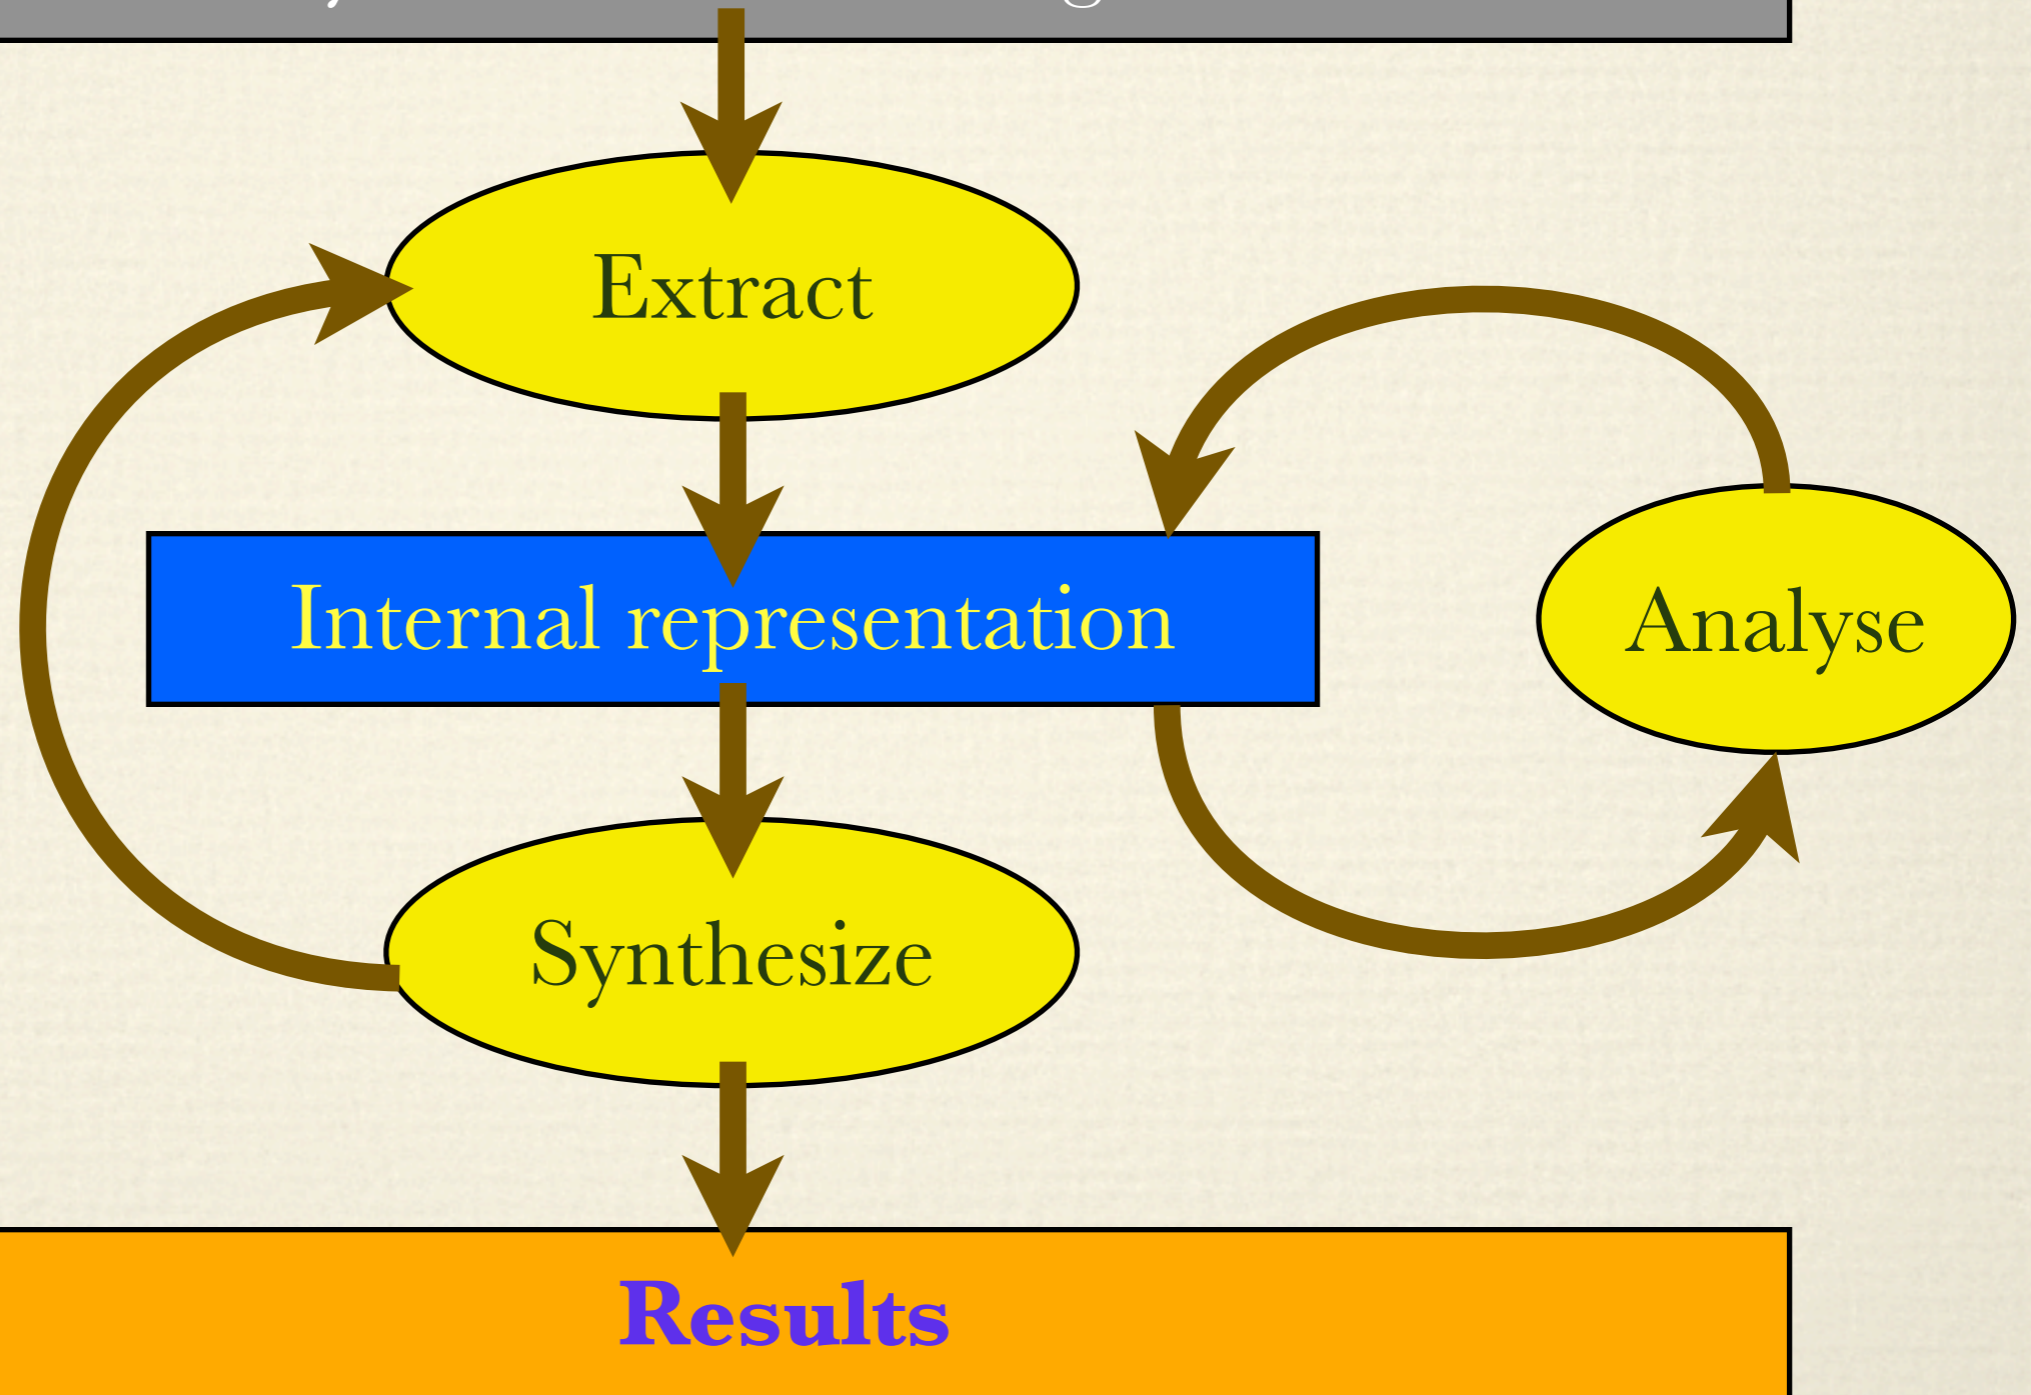 Extract
Internal representation
Analyse
Synthesize
Results